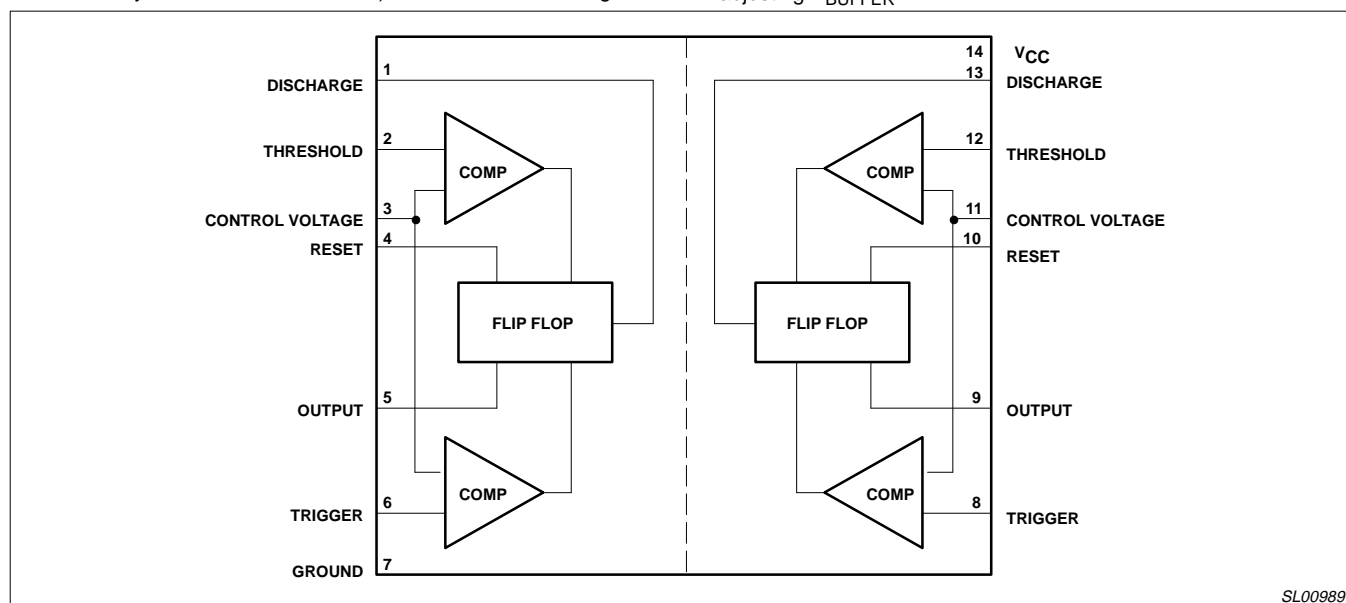 BUFFER
DISCHARGE
1
THRESHOLD
2
COMP
CONTROL VOLTAGE
3
RESET
4
FLIP FLOP
OUTPUT
5
COMP
TRIGGER
6
GROUND
7
14 VCC
13 DISCHARGE
12 THRESHOLD
COMP
11 CONTROL VOLTAGE
10 RESET
FLIP FLOP
9 OUTPUT
COMP
8 TRIGGER
SL00989